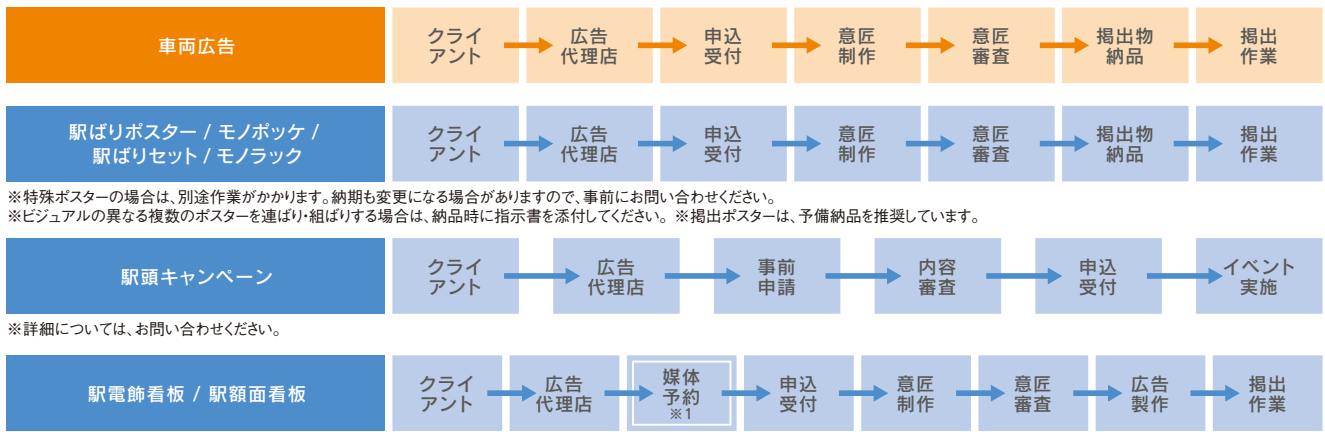 車両広告
クライ
アント
広告
代理店
申込
受付
意匠
制作
意匠
審査
掲出物
納品
掲出
作業
駅ばりポスター / モノポッケ /
駅ばりセット / モノラック
クライ
アント
広告
代理店
申込
受付
意匠
制作
意匠
審査
掲出物
納品
掲出
作業
※特殊ポスターの場合は、別途作業がかかります。納期も変更になる場合がありますので、事前にお問い合わせください。
※ビジュアルの異なる複数のポスターを連ばり・組ばりする場合は、納品時に指示書を添付してください。 ※掲出ポスターは、予備納品を推奨しています。
駅頭キャンペーン
クライ
アント
広告
代理店
事前
申請
内容
審査
申込
受付
イベント
実施
※詳細については、お問い合わせください。
駅電飾看板 / 駅額面看板
クライ
アント
広告
代理店
媒体
予約
※1
申込
受付
意匠
制作
意匠
審査
広告
製作
掲出
作業